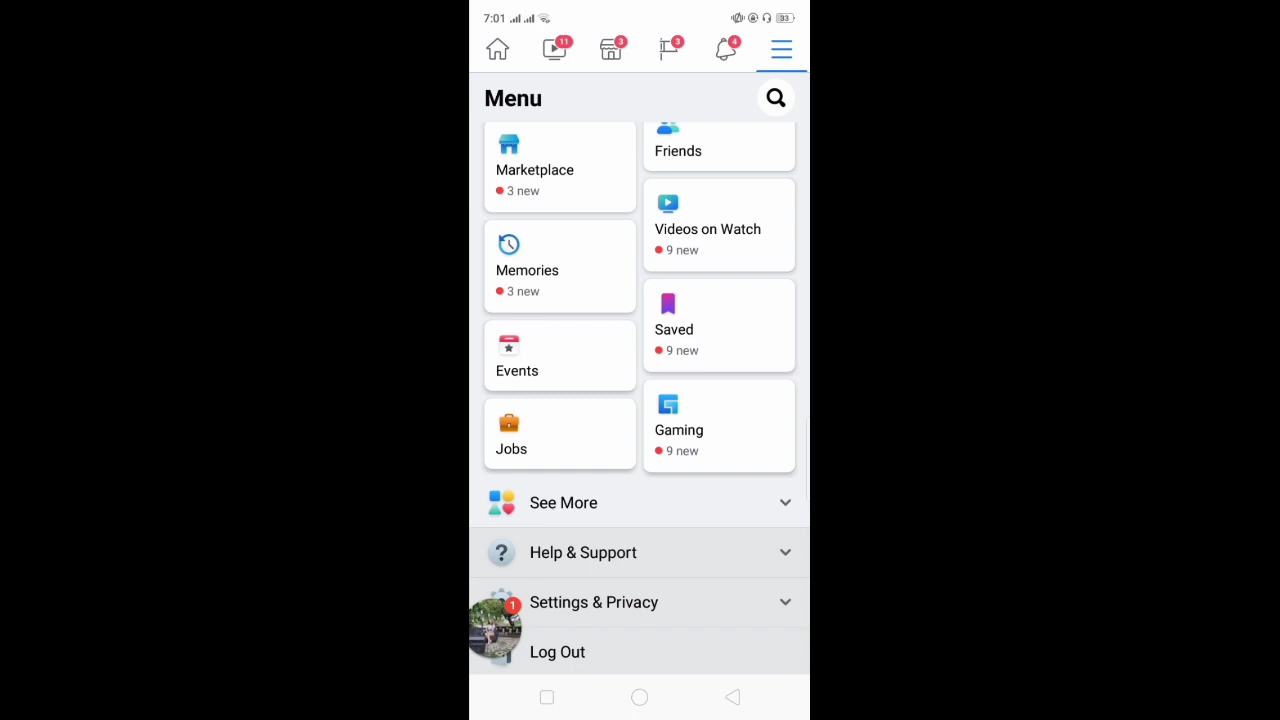 7:01
33
11
3
3
4
Menu
Marketplace
3 new
Friends
Videos on Watch
9 new
Memories
3 new
Saved
9 new
Events
Gaming
9 new
Jobs
See More
? Help & Support
1
Settings & Privacy
Log Out